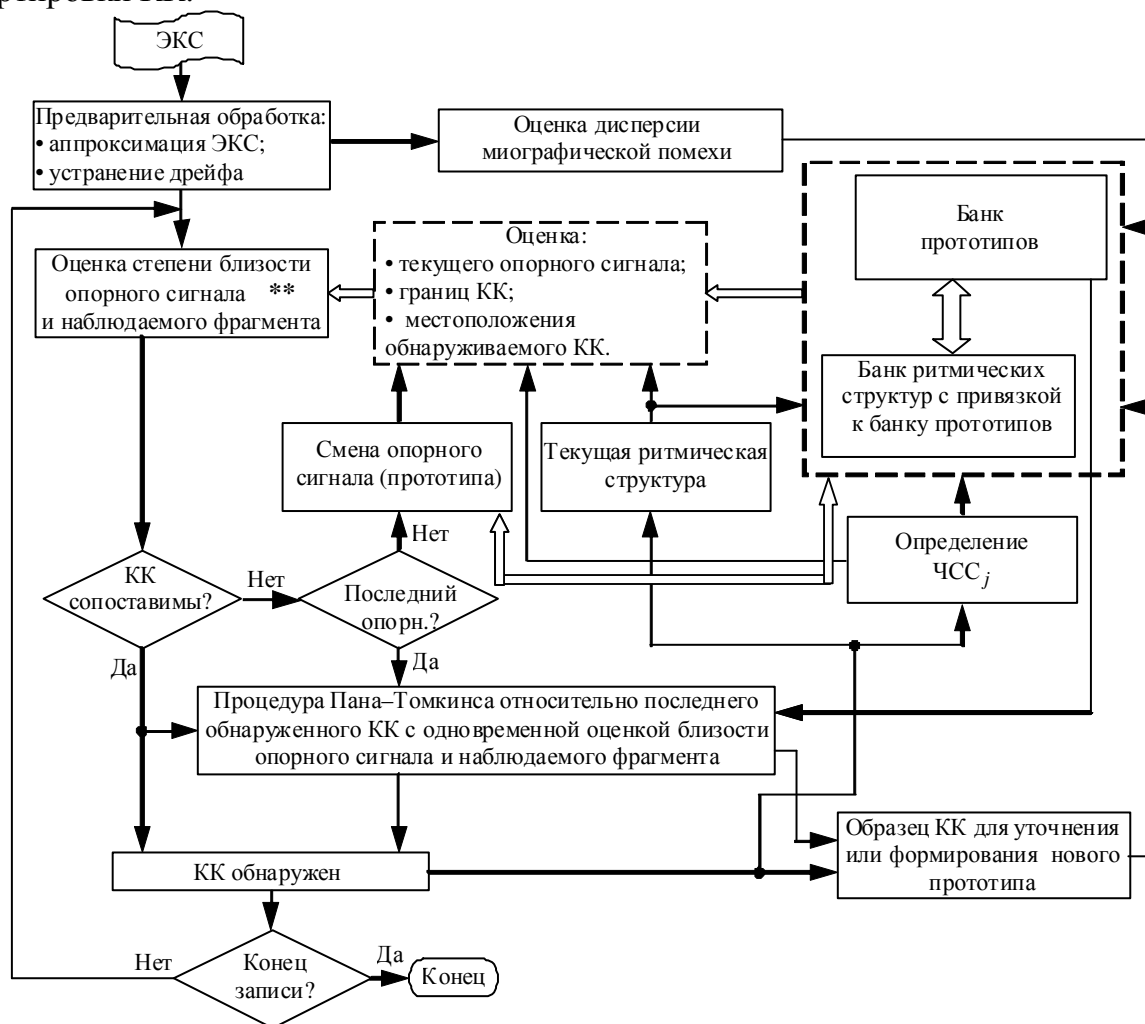 ЭКС
Предварительная обработка:
• аппроксимация ЭКС;
• устранение дрейфа
Оценка дисперсии
миографической помехи
Банк
прототипов
Оценка:
• текущего опорного сигнала;
• границ КК;
• местоположения
обнаруживаемого КК.
Оценка степени близости
опорного сигнала **
и наблюдаемого фрагмента
Банк ритмических
структур с привязкой
к банку прототипов
Смена опорного
сигнала (прототипа)
Текущая ритмическая
структура
Определение
ЧСС j
Нет
КК
сопоставимы?
Нет
Последний
опорн.?
Да
Да
Процедура Пана–Томкинса относительно последнего
обнаруженного КК с одновременной оценкой близости
опорного сигнала и наблюдаемого фрагмента
Образец КК для уточнения
или формирования нового
прототипа
КК обнаружен
Нет
Конец
записи?
Да
Конец